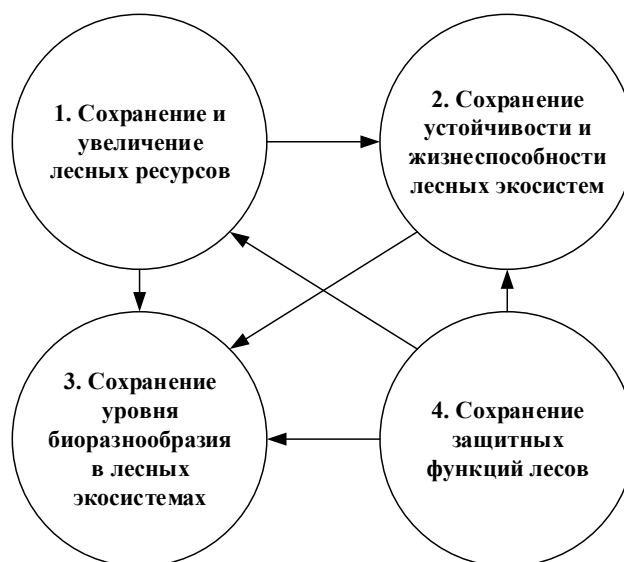 1. Сохранение и
увеличение
лесных ресурсов
2. Сохранение
устойчивости и
жизнеспособности
лесных экосистем
3. Сохранение
уровня
биоразнообразия
в лесных
экосистемах
4. Сохранение
защитных
функций лесов